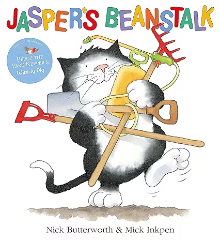 JASPER'S BEANSTALK
Nick Butterworth & Mick Inkpen